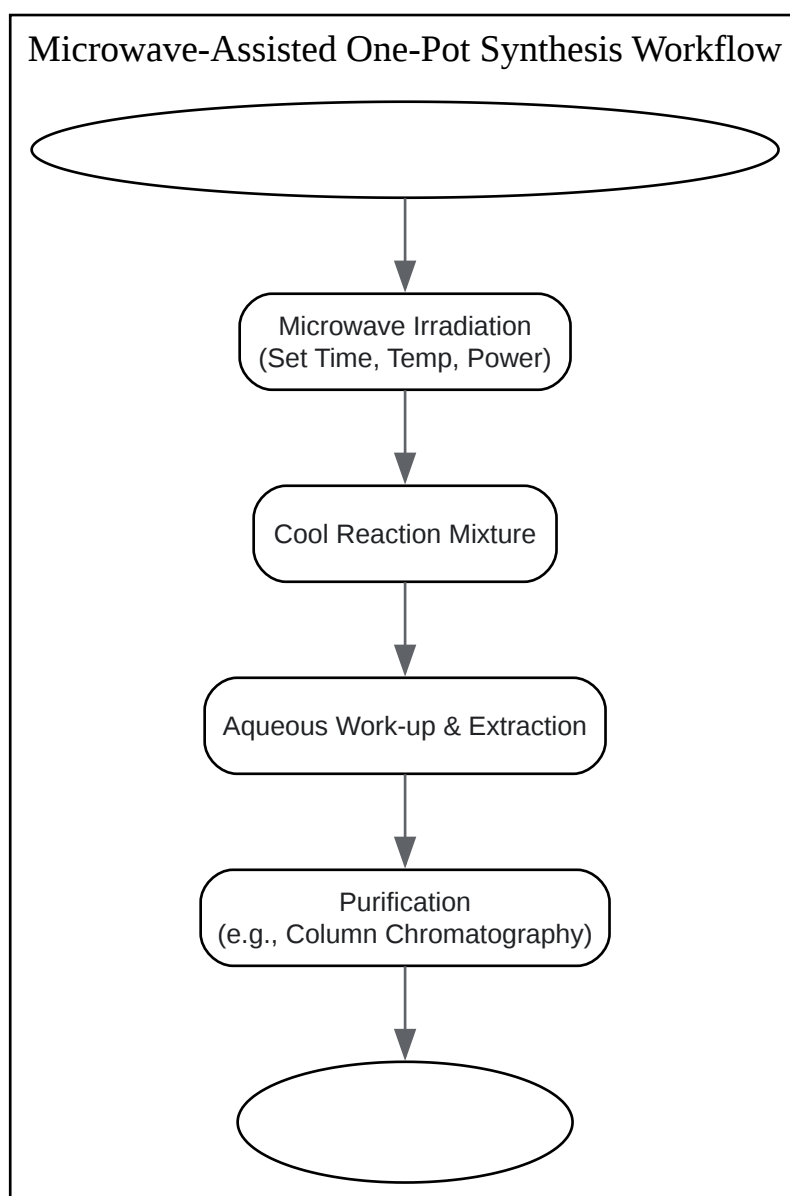 Microwave-Assisted One-Pot Synthesis Workflow
Microwave Irradiation
(Set Time, Temp, Power)
Cool Reaction Mixture
Aqueous Work-up & Extraction
Purification
(e.g., Column Chromatography)